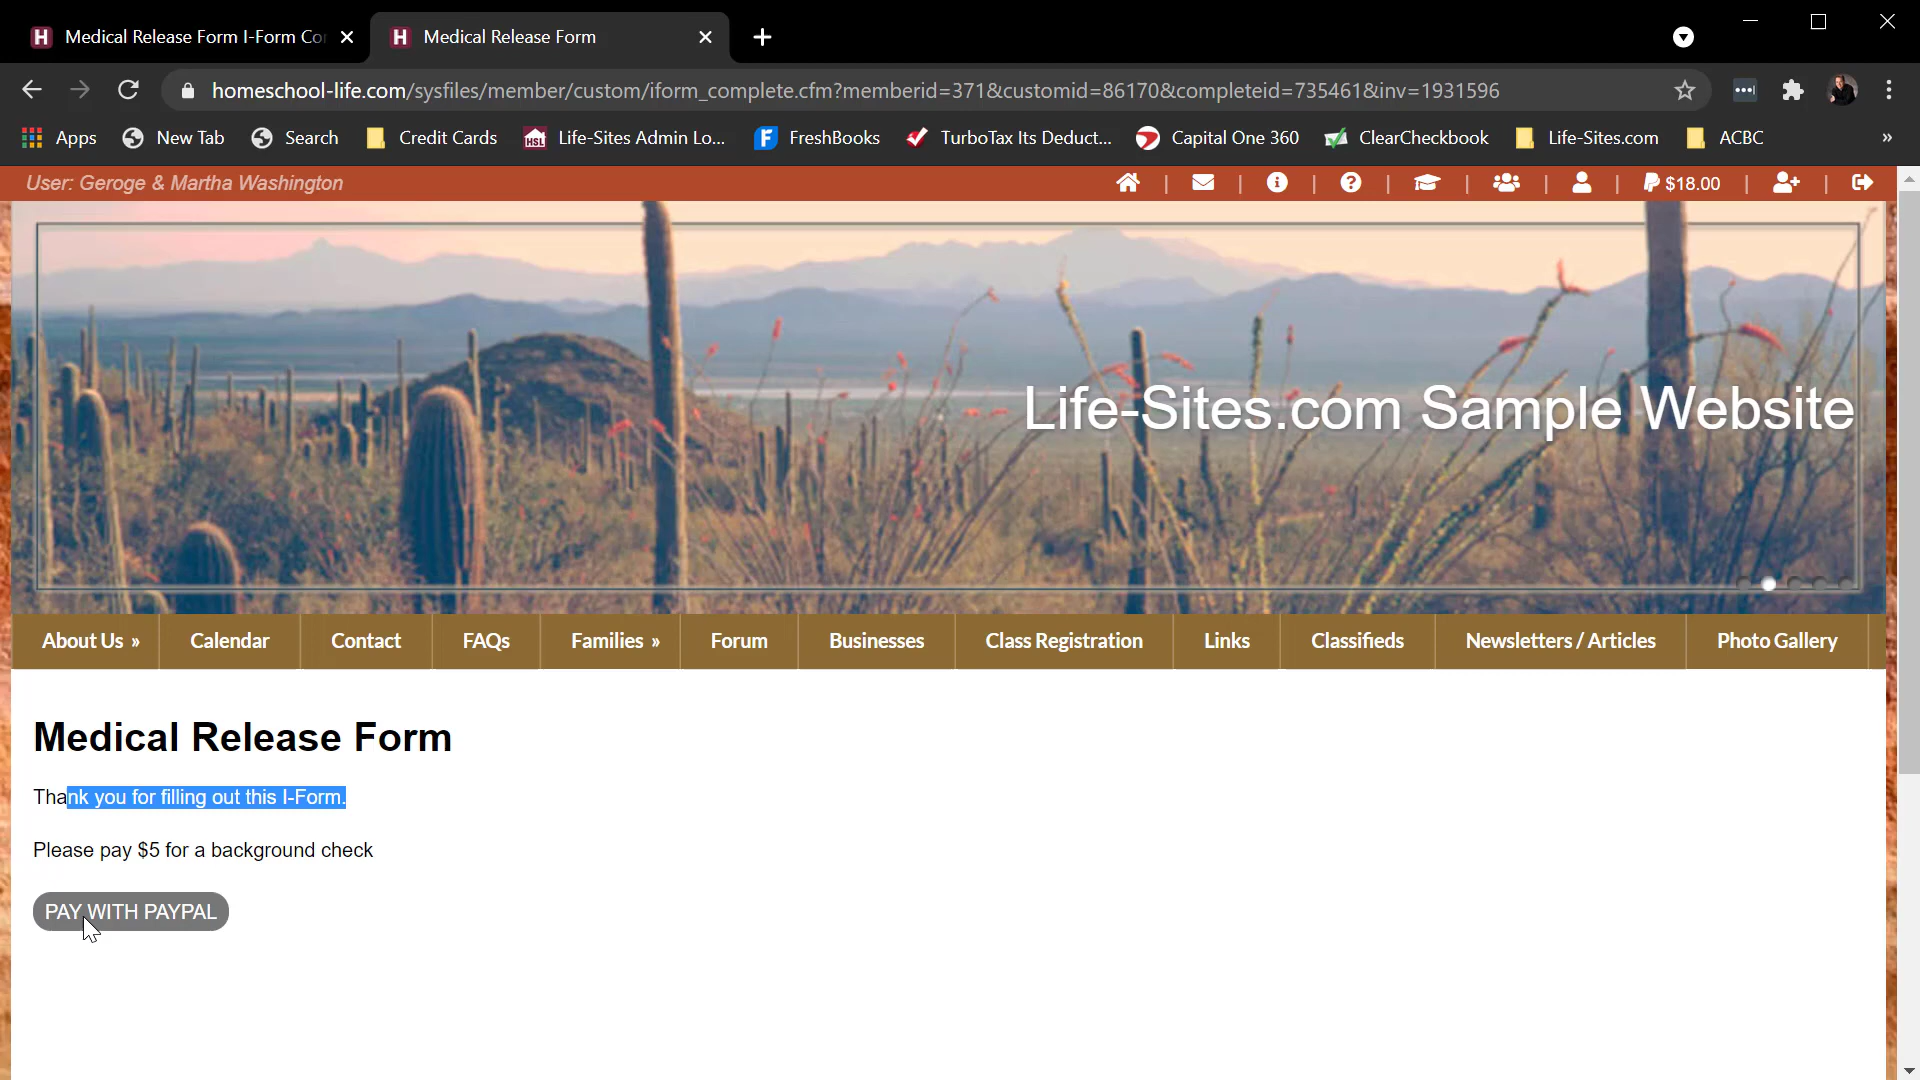 Medical Release Form I-Form Co
Medical Release Form
homeschool-life.com/sysfiles/member/custom/iform_complete.cfm?memberid=371&customid=86170&completeid=735461&inv=1931596
Apps New Tab Search Credit Cards Life-Sites Admin Lo... FreshBooks TurboTax Its Deduct... Capital One 360 ClearCheckbook Life-Sites.com ACBC »
User: Geroge & Martha Washington
$18.00
Life-Sites.com Sample Website
About Us » Calendar Contact FAQs Families » Forum Businesses Class Registration Links Classifieds Newsletters / Articles Photo Gallery
Medical Release Form
Thank you for filling out this I-Form.
Please pay $5 for a background check
PAY WITH PAYPAL